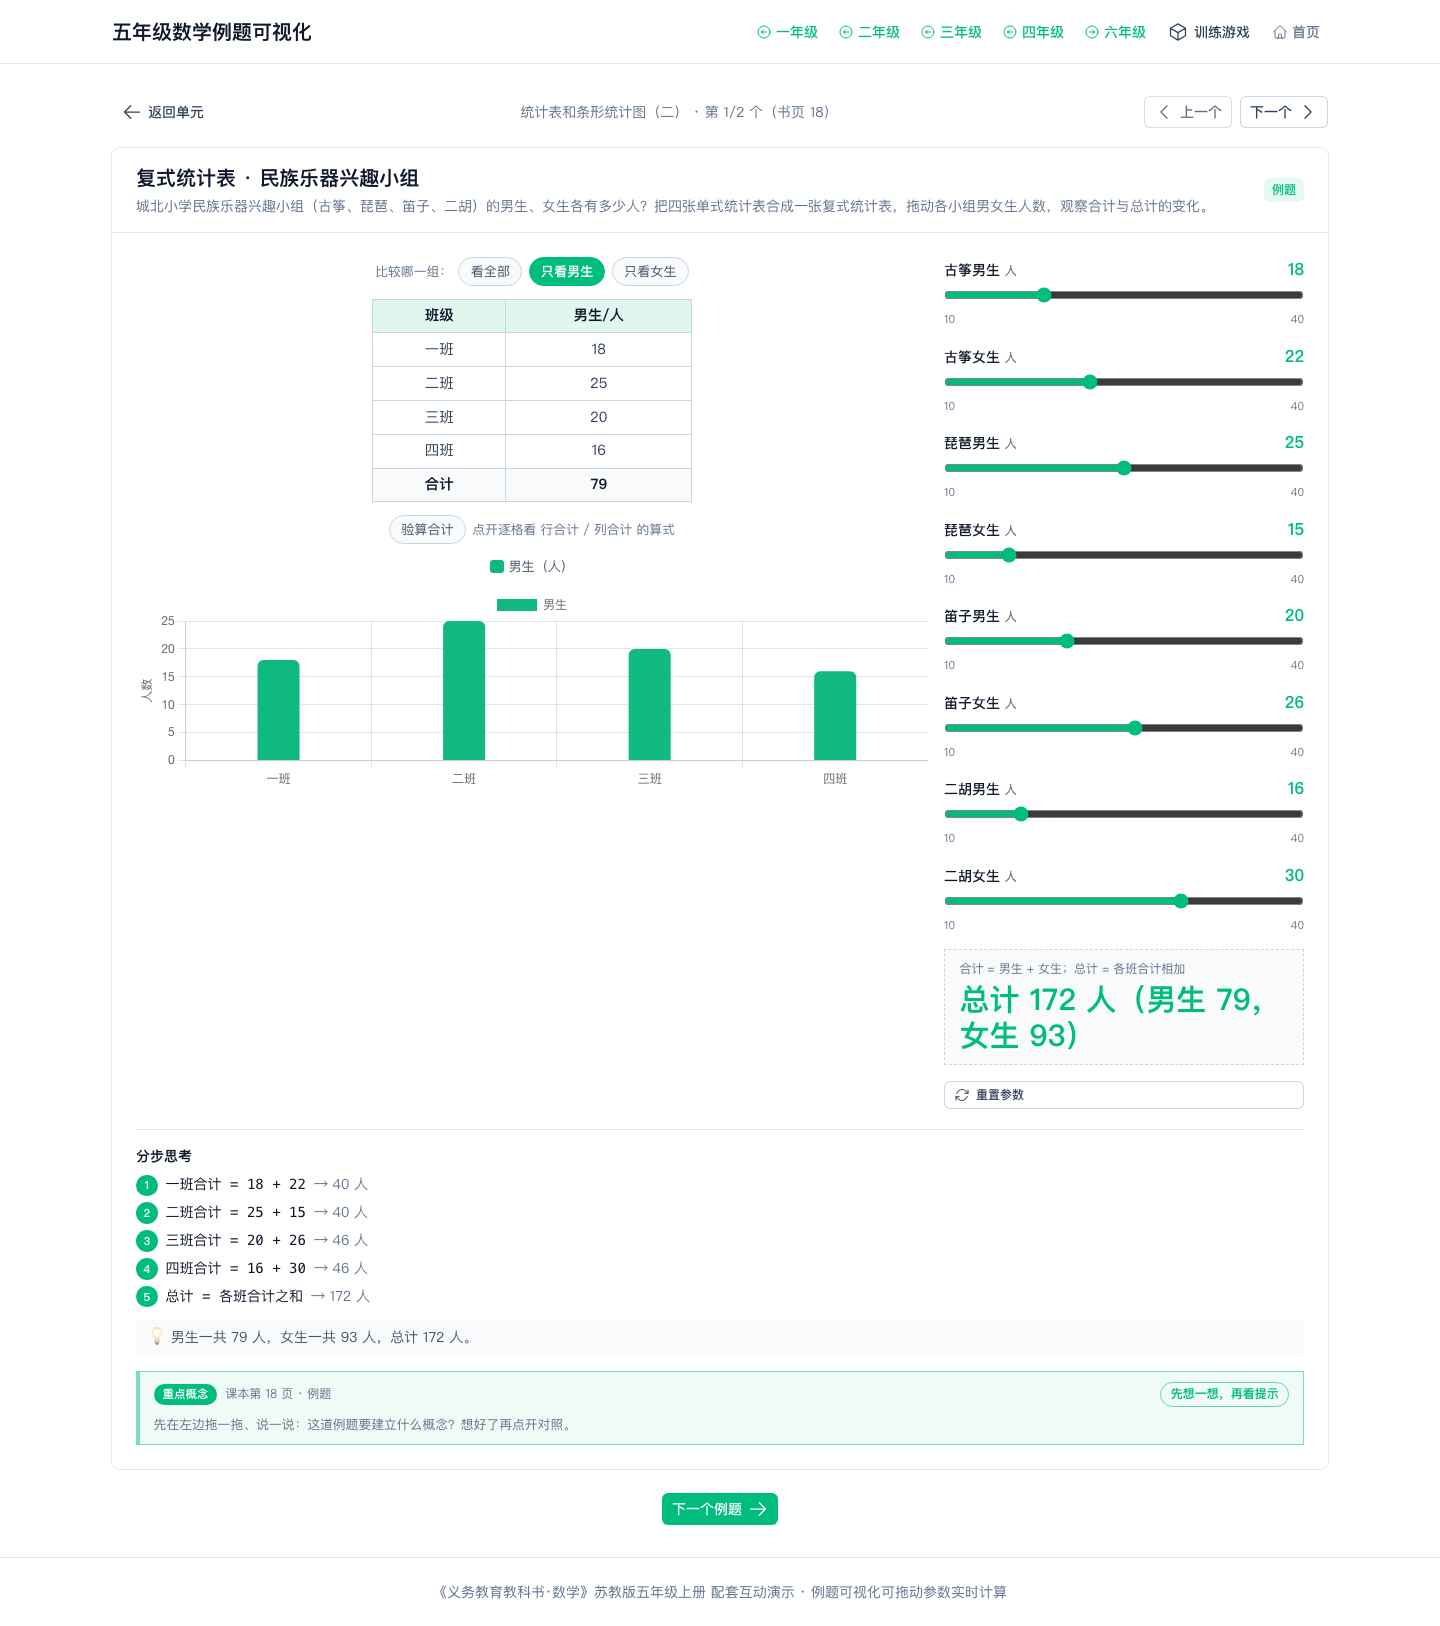 五年级数学例题可视化
一年级 二年级 三年级 四年级 六年级 训练游戏 首页
返回单元
统计表和条形统计图（二） · 第 1/2 个（书页 18）
上一个 下一个
复式统计表 · 民族乐器兴趣小组
城北小学民族乐器兴趣小组（古筝、琵琶、笛子、二胡）的男生、女生各有多少人？把四张单式统计表合成一张复式统计表，拖动各小组男女生人数，观察合计与总计的变化。
例题
比较哪一组： 看全部 只看男生 只看女生
班级 男生/人
一班 18
二班 25
三班 20
四班 16
合计 79
验算合计 点开逐格看 行合计 / 列合计 的算式
男生（人）
男生
人数
25
20
15
10
5
0
一班 二班 三班 四班
古筝男生 人 18
10 40
古筝女生 人 22
10 40
琵琶男生 人 25
10 40
琵琶女生 人 15
10 40
笛子男生 人 20
10 40
笛子女生 人 26
10 40
二胡男生 人 16
10 40
二胡女生 人 30
10 40
合计 = 男生 + 女生；总计 = 各班合计相加
总计 172 人（男生 79，
女生 93）
重置参数
分步思考
1 一班合计 = 18 + 22 → 40 人
2 二班合计 = 25 + 15 → 40 人
3 三班合计 = 20 + 26 → 46 人
4 四班合计 = 16 + 30 → 46 人
5 总计 = 各班合计之和 → 172 人
💡 男生一共 79 人，女生一共 93 人，总计 172 人。
重点概念 课本第 18 页 · 例题
先想一想，再看提示
先在左边拖一拖、说一说：这道例题要建立什么概念？想好了再点开对照。
下一个例题 →
《义务教育教科书·数学》苏教版五年级上册 配套互动演示 · 例题可视化可拖动参数实时计算